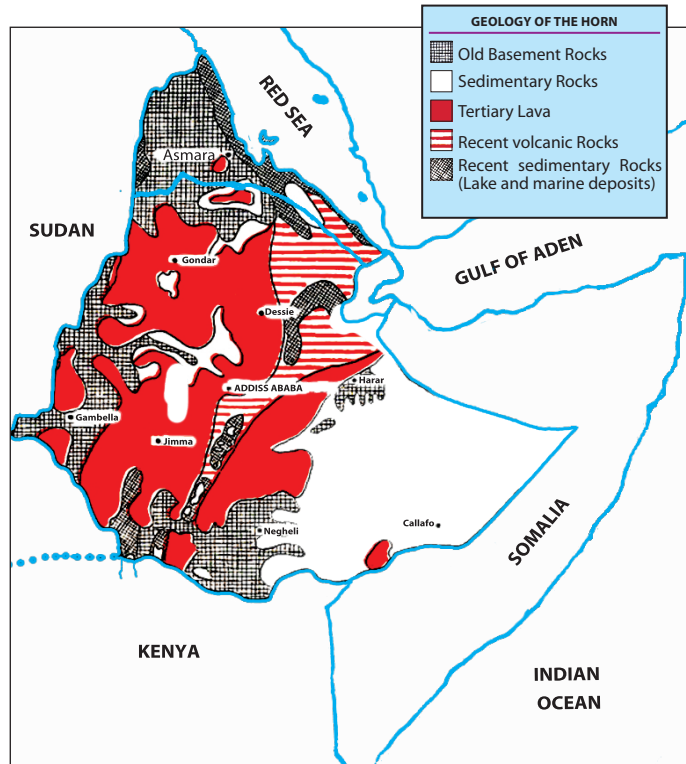 GEOLOGY OF THE HORN
Old Basement Rocks
Sedimentary Rocks
Tertiary Lava
Recent volcanic Rocks
Recent sedimentary Rocks
(Lake and marine deposits)
RED SEA
Asmara
SUDAN
GULF OF ADEN
Gondar
Dessie
ADDISS ABABA
Harar
Gambella
Jimma
Negheli
Callafo
SOMALIA
KENYA
INDIAN
OCEAN